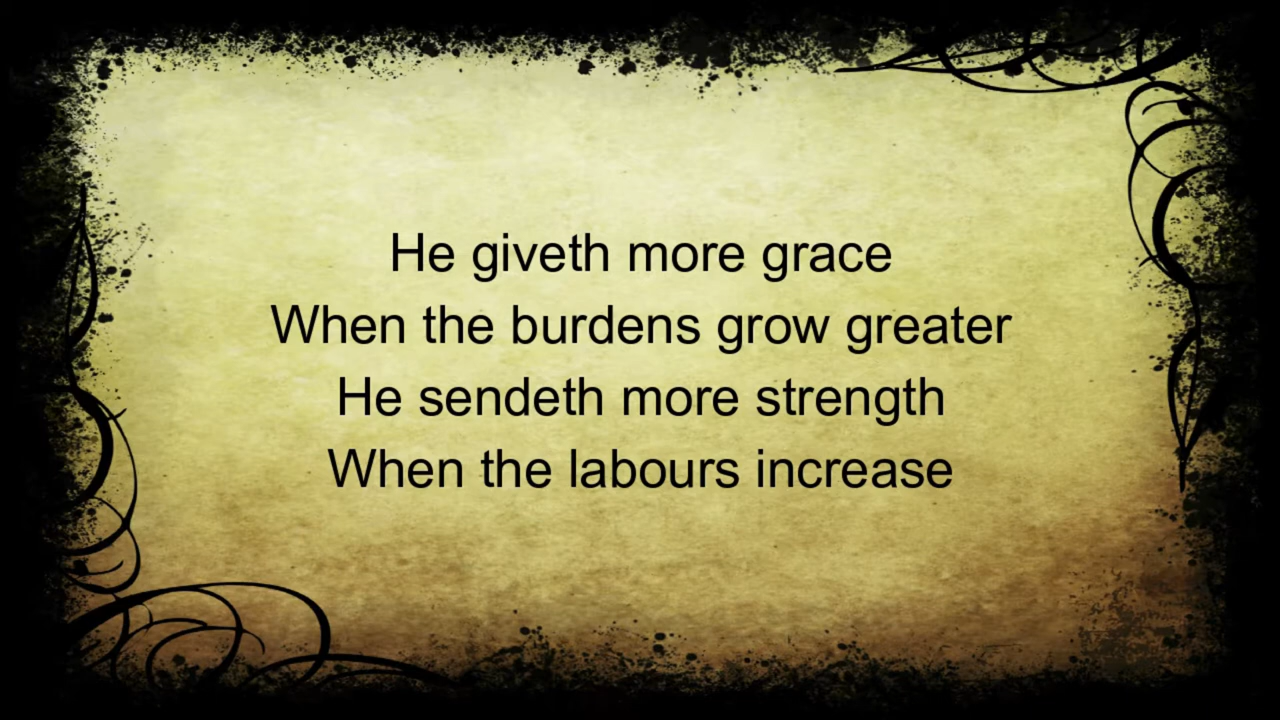 He giveth more grace
When the burdens grow greater
He sendeth more strength
When the labours increase